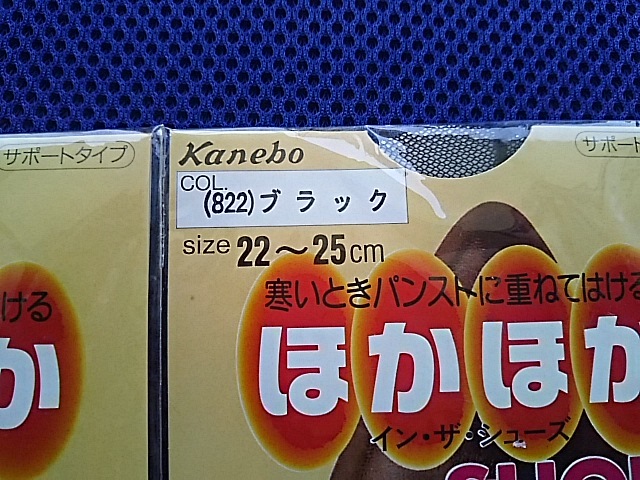 サポートタイプ
Kanebo
サポート
COL.
(822)ブラック
size 22〜25cm
ける
寒いときパンストに重ねてはける
か
ほかほか
イン・ザ・シューズ